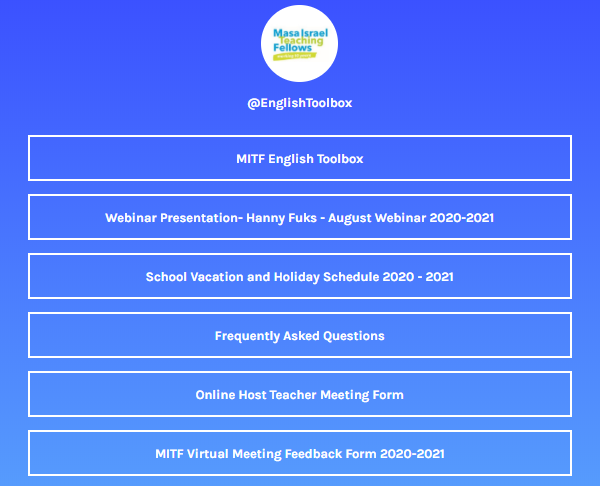 Masa Israel
Teaching
Fellows
@EnglishToolbox
MITF English Toolbox
Webinar Presentation- Hanny Fuks - August Webinar 2020-2021
School Vacation and Holiday Schedule 2020 - 2021
Frequently Asked Questions
Online Host Teacher Meeting Form
MITF Virtual Meeting Feedback Form 2020-2021